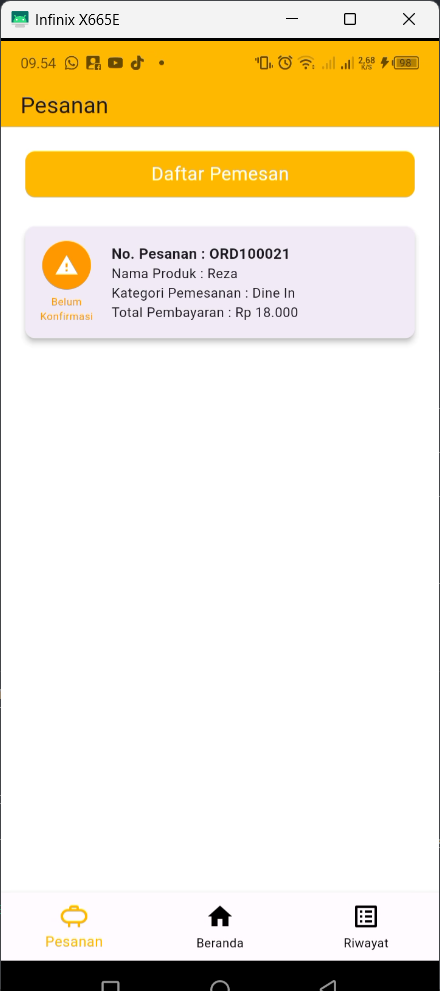 Infinix X665E
09.54
2,68
K/S
98
Pesanan
Daftar Pemesan
No. Pesanan : ORD100021
Nama Produk : Reza
Kategori Pemesanan : Dine In
Total Pembayaran : Rp 18.000
Belum
Konfirmasi
Pesanan
Beranda
Riwayat